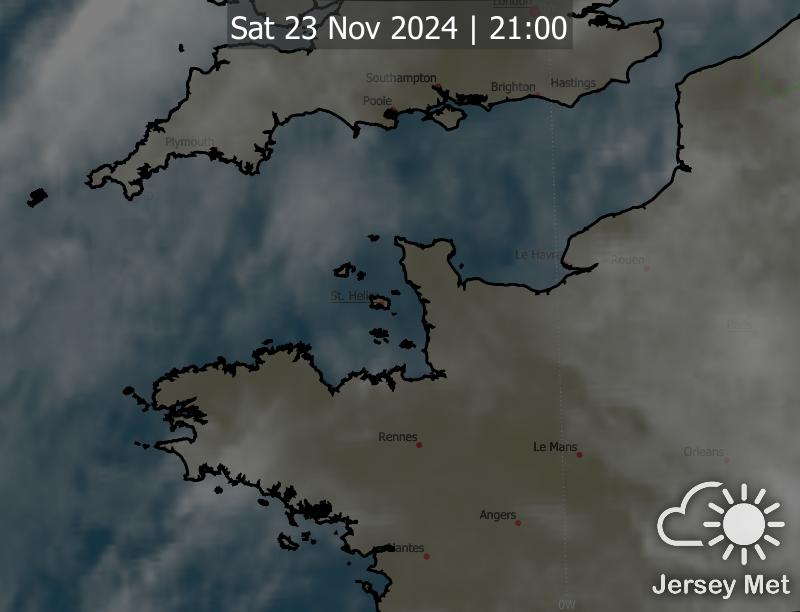 London
Sat 23 Nov 2024 | 21:00
Southampton
Brighton
Hastings
Poole
Plymouth
Le Havre
Rouen
St. Helier
Paris
Rennes
Le Mans
Orleans
Angers
Nantes
Jersey Met
0W